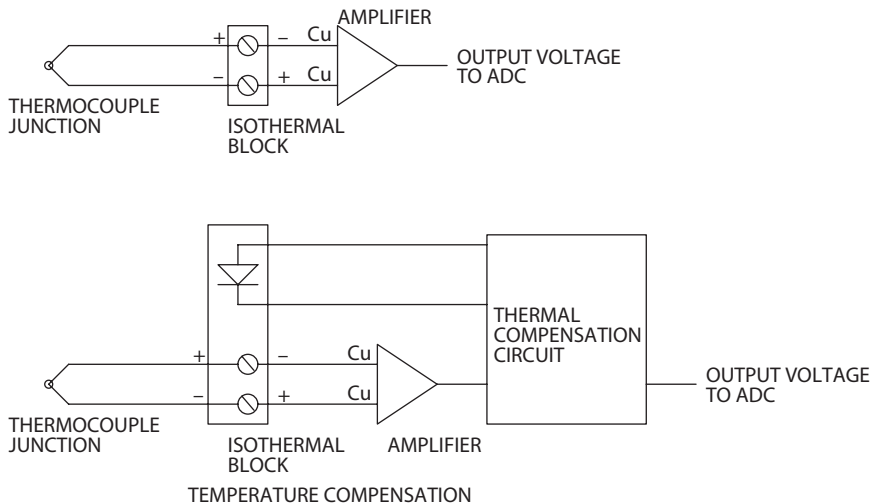 AMPLIFIER
+ – Cu
– + Cu
OUTPUT VOLTAGE
TO ADC
THERMOCOUPLE
JUNCTION
ISOTHERMAL
BLOCK
THERMAL
COMPENSATION
CIRCUIT
+ – Cu
– + Cu
OUTPUT VOLTAGE
TO ADC
THERMOCOUPLE
JUNCTION
ISOTHERMAL
BLOCK
AMPLIFIER
TEMPERATURE COMPENSATION